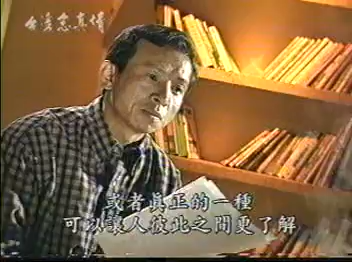 台灣念真情
或者真正的一種
可以讓人彼此之間更了解